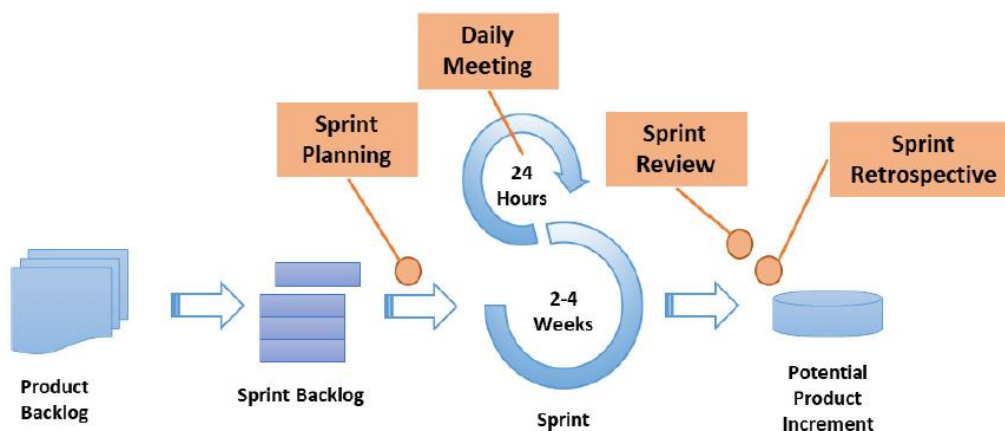 Daily
Meeting
Sprint
Planning
Sprint
Review
Sprint
Retrospective
24
Hours
2-4
Weeks
Product
Backlog
Sprint Backlog
Sprint
Potential
Product
Increment